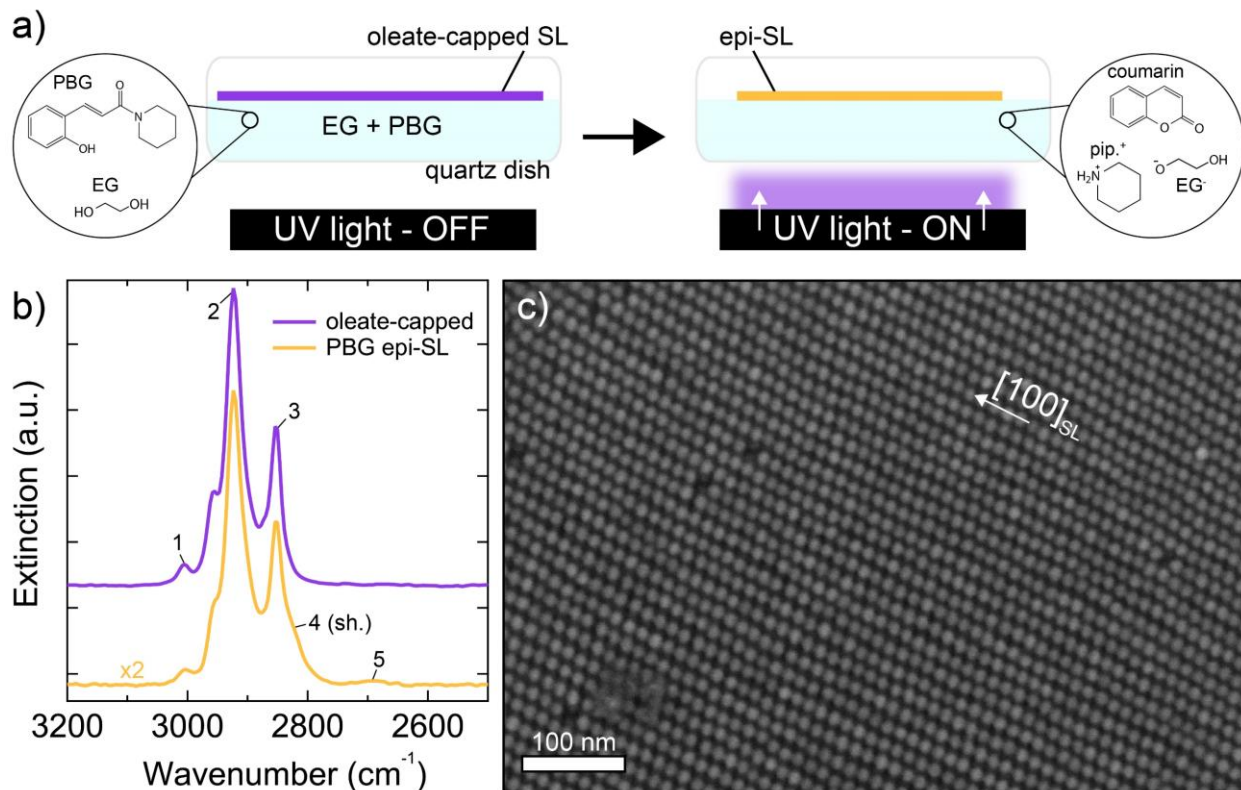 a)
oleate-capped SL
epi-SL
PBG
O
N
OH
EG
HO
OH
EG + PBG
quartz dish
UV light - OFF
UV light - ON
coumarin
O
O
pip.⁺
H₂N⁺
⁻O
OH
EG⁻
b)
2
oleate-capped
PBG epi-SL
3
1
4 (sh.)
x2
5
Extinction (a.u.)
3200
3000
2800
2600
Wavenumber (cm⁻¹)
c)
[100]SL
100 nm